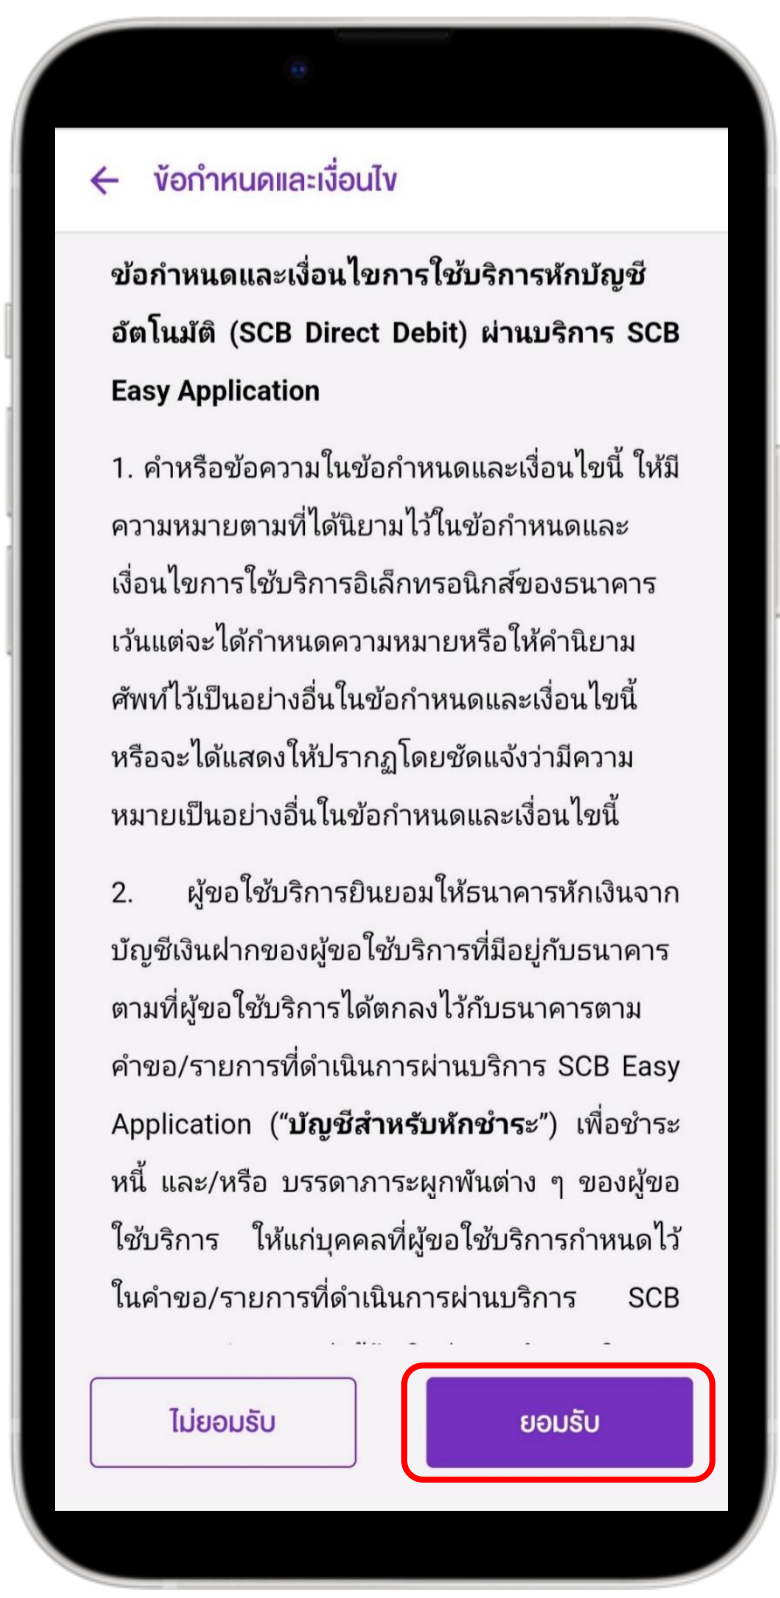 ข้อกำหนดและเงื่อนไข
ข้อกำหนดและเงื่อนไขการใช้บริการหักบัญชี
อัตโนมัติ (SCB Direct Debit) ผ่านบริการ SCB
Easy Application
1. คำหรือข้อความในข้อกำหนดและเงื่อนไขนี้ ให้มี
ความหมายตามที่ได้นิยามไว้ในข้อกำหนดและ
เงื่อนไขการใช้บริการอิเล็กทรอนิกส์ของธนาคาร
เว้นแต่จะได้กำหนดความหมายหรือให้คำนิยาม
ศัพท์ไว้เป็นอย่างอื่นในข้อกำหนดและเงื่อนไขนี้
หรือจะได้แสดงให้ปรากฏโดยชัดแจ้งว่ามีความ
หมายเป็นอย่างอื่นในข้อกำหนดและเงื่อนไขนี้
2. ผู้ขอใช้บริการยินยอมให้ธนาคารหักเงินจาก
บัญชีเงินฝากของผู้ขอใช้บริการที่มีอยู่กับธนาคาร
ตามที่ผู้ขอใช้บริการได้ตกลงไว้กับธนาคารตาม
คำขอ/รายการที่ดำเนินการผ่านบริการ SCB Easy
Application (“บัญชีสำหรับหักชำระ”) เพื่อชำระ
หนี้ และ/หรือ บรรดาภาระผูกพันต่าง ๆ ของผู้ขอ
ใช้บริการ ให้แก่บุคคลที่ผู้ขอใช้บริการกำหนดไว้
ในคำขอ/รายการที่ดำเนินการผ่านบริการ SCB
ไม่ยอมรับ
ยอมรับ